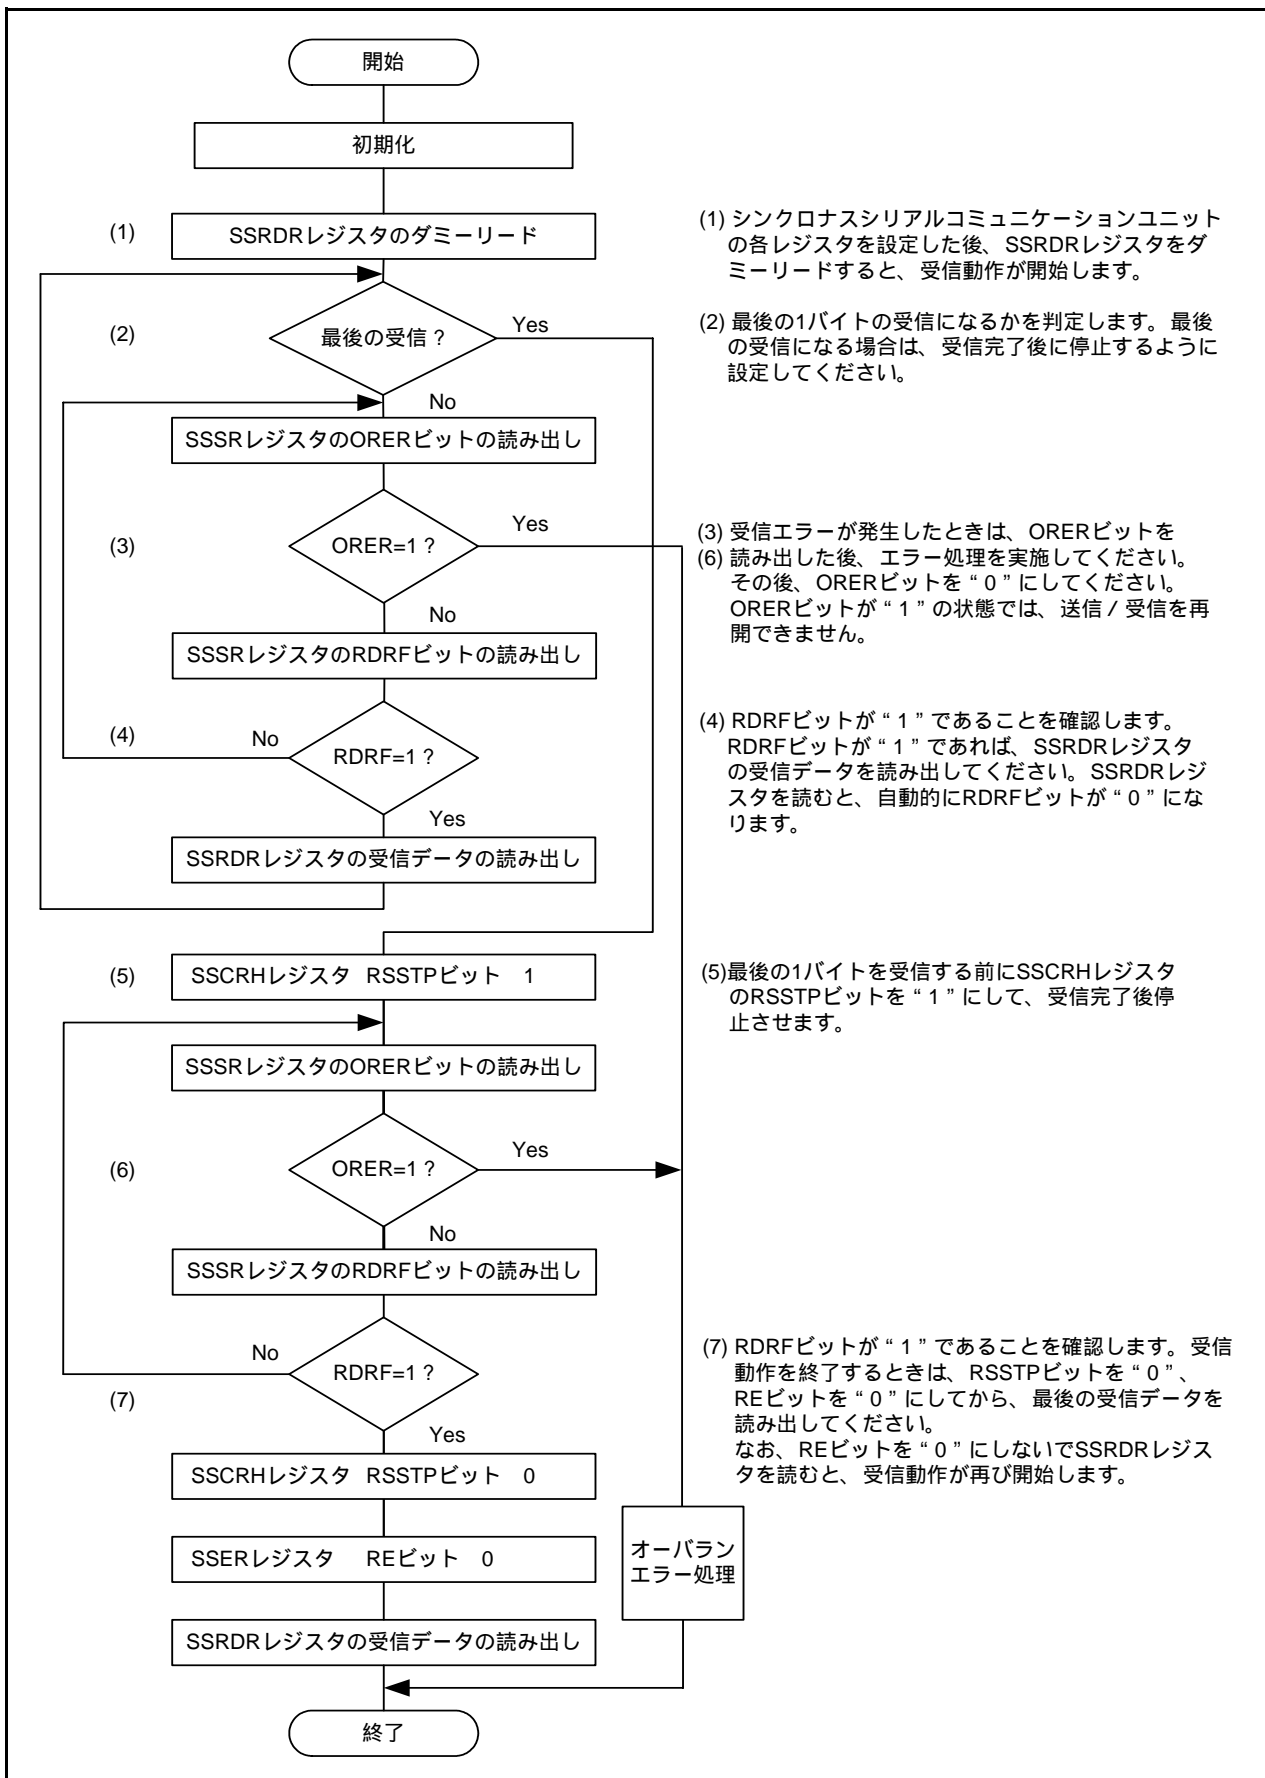 開始
初期化
(1)
SSRDRレジスタのダミーリード
(1) シンクロナスシリアルコミュニケーションユニット
の各レジスタを設定した後、SSRDRレジスタをダ
ミーリードすると、受信動作が開始します。
(2)
最後の受信？
Yes
No
(2) 最後の1バイトの受信になるかを判定します。最後
の受信になる場合は、受信完了後に停止するように
設定してください。
SSSRレジスタのORERビットの読み出し
(3)
ORER=1？
Yes
No
(3) 受信エラーが発生したときは、ORERビットを
(6) 読み出した後、エラー処理を実施してください。
その後、ORERビットを“0”にしてください。
ORERビットが“1”の状態では、送信/受信を再
開できません。
SSSRレジスタのRDRFビットの読み出し
(4)
No
RDRF=1？
Yes
(4) RDRFビットが“1”であることを確認します。
RDRFビットが“1”であれば、SSRDRレジスタ
の受信データを読み出してください。SSRDRレジ
スタを読むと、自動的にRDRFビットが“0”にな
ります。
SSRDRレジスタの受信データの読み出し
(5)
SSCRHレジスタ RSSTPビット 1
(5)最後の1バイトを受信する前にSSCRHレジスタ
のRSSTPビットを“1”にして、受信完了後停
止させます。
SSSRレジスタのORERビットの読み出し
(6)
ORER=1？
Yes
No
SSSRレジスタのRDRFビットの読み出し
No
RDRF=1？
(7)
Yes
(7) RDRFビットが“1”であることを確認します。受信
動作を終了するときは、RSSTPビットを“0”、
REビットを“0”にしてから、最後の受信データを
読み出してください。
なお、REビットを“0”にしないでSSRDRレジス
タを読むと、受信動作が再び開始します。
SSCRHレジスタ RSSTPビット 0
SSERレジスタ REビット 0
オーバラン
エラー処理
SSRDRレジスタの受信データの読み出し
終了